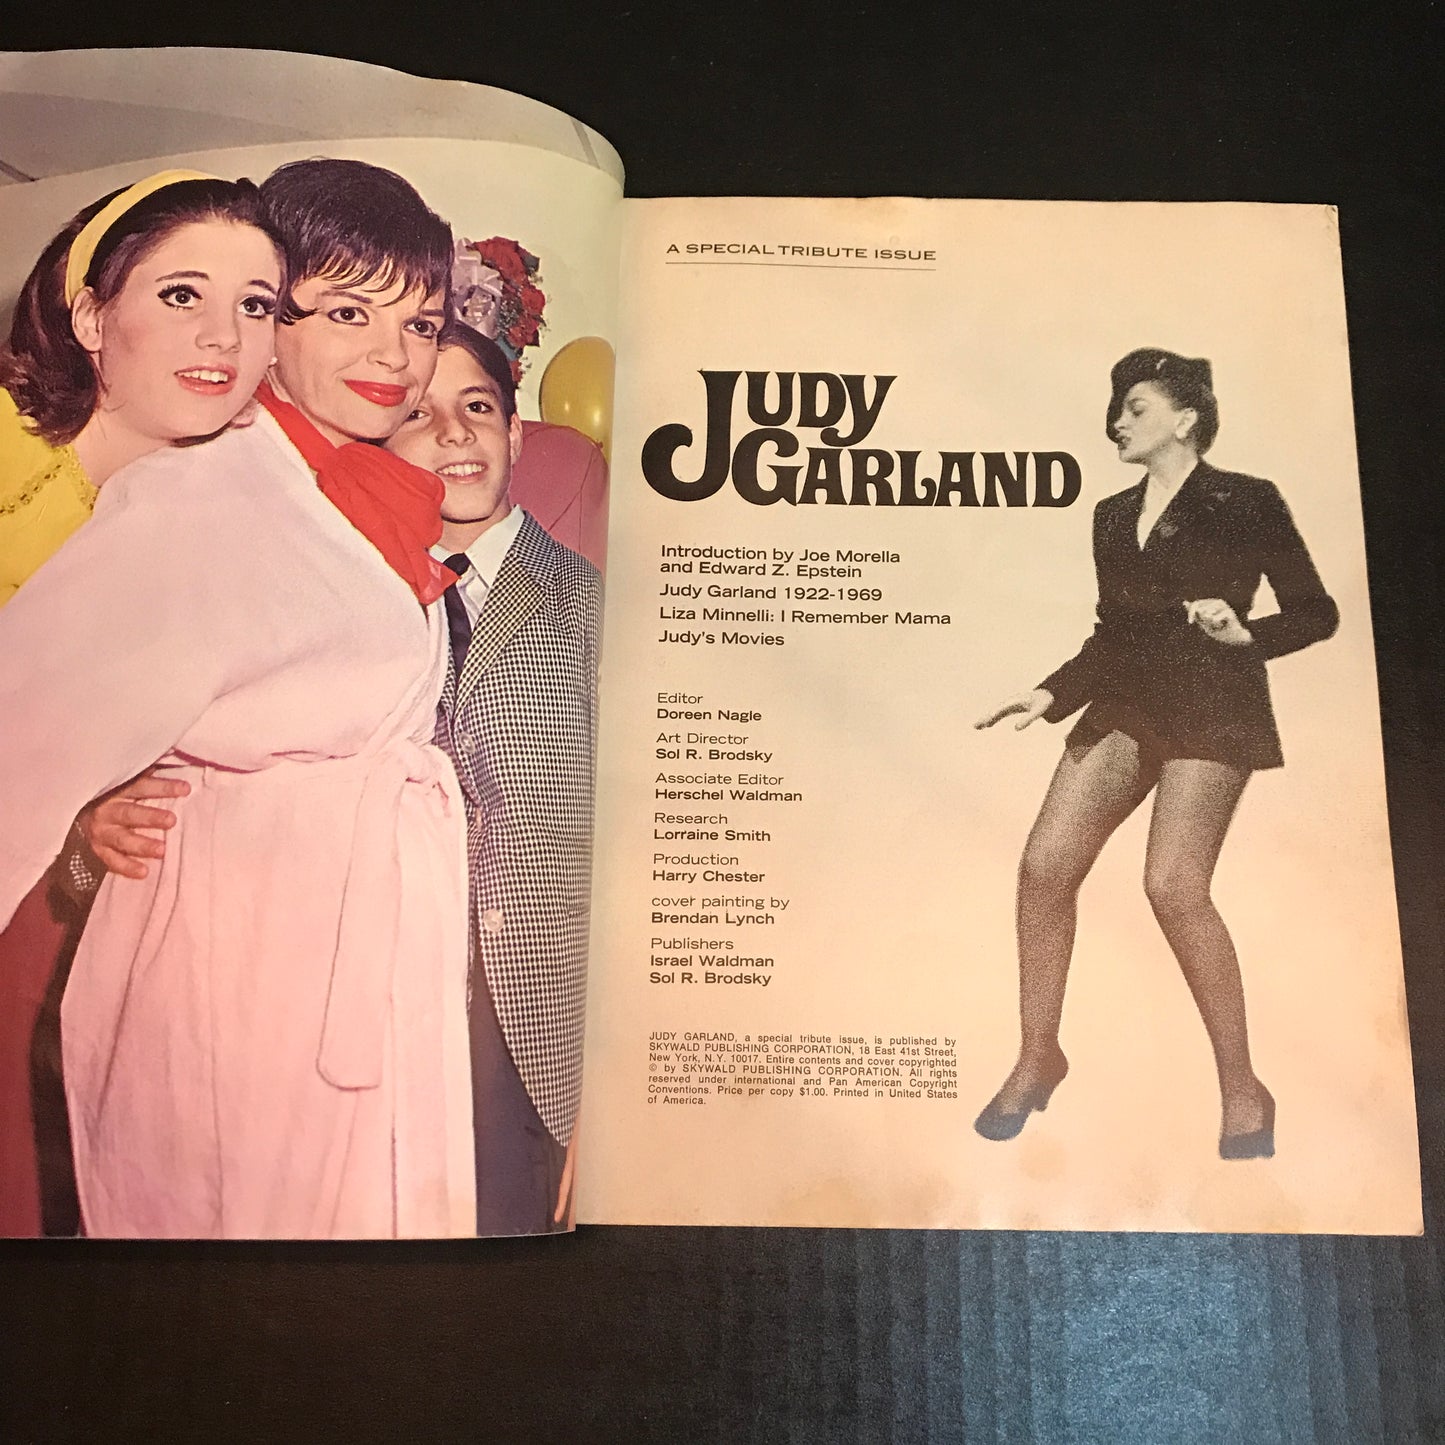 A SPECIAL TRIBUTE ISSUE
JUDY
GARLAND
Introduction by Joe Morella
and Edward Z. Epstein
Judy Garland 1922-1969
Liza Minnelli: I Remember Mama
Judy's Movies
Editor
Doreen Nagle
Art Director
Sol R. Brodsky
Associate Editor
Herschel Waldman
Research
Lorraine Smith
Production
Harry Chester
cover painting by
Brendan Lynch
Publishers
Israel Waldman
Sol R. Brodsky
JUDY GARLAND, a special tribute issue, is published by
SKYWALD PUBLISHING CORPORATION, 18 East 41st Street,
New York, N.Y. 10017. Entire contents and cover copyrighted
© by SKYWALD PUBLISHING CORPORATION. All rights
reserved under international and Pan American Copyright
Conventions. Price per copy $1.00. Printed in United States
of America.